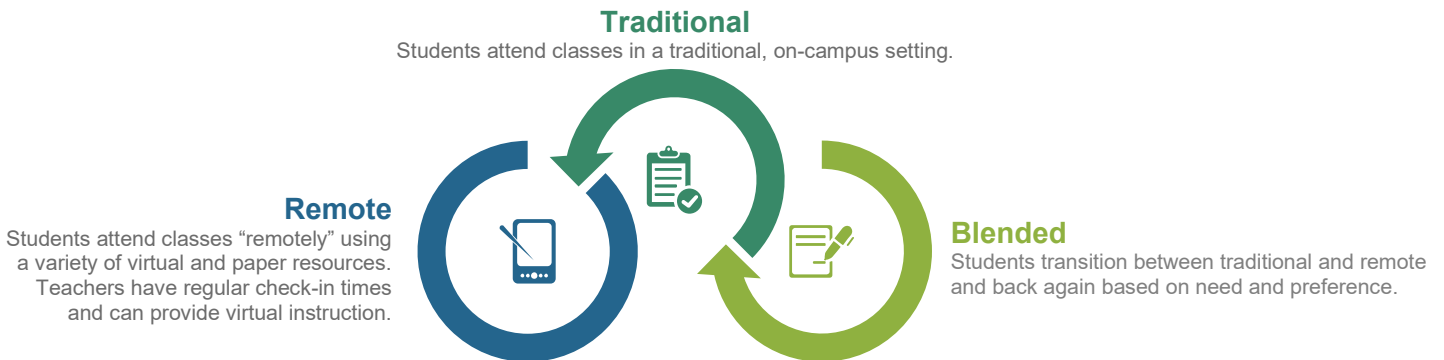 Traditional
Students attend classes in a traditional, on-campus setting.
Remote
Students attend classes “remotely” using
a variety of virtual and paper resources.
Teachers have regular check-in times
and can provide virtual instruction.
Blended
Students transition between traditional and remote
and back again based on need and preference.